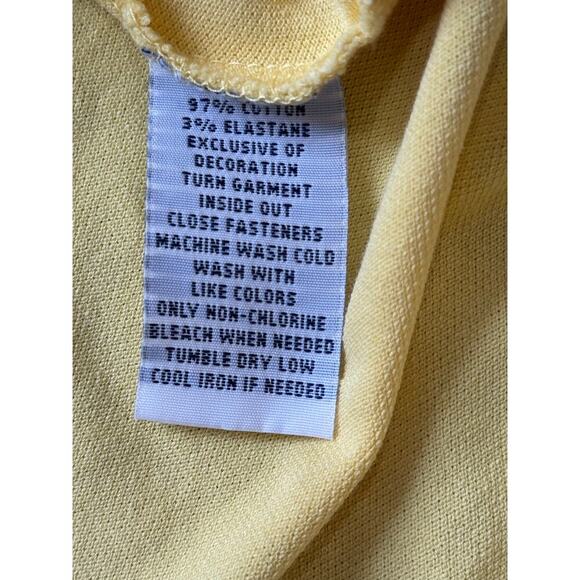 97% COTTON
3% ELASTANE
EXCLUSIVE OF
DECORATION
TURN GARMENT
INSIDE OUT
CLOSE FASTENERS
MACHINE WASH COLD
WASH WITH
LIKE COLORS
ONLY NON-CHLORINE
BLEACH WHEN NEEDED
TUMBLE DRY LOW
COOL IRON IF NEEDED